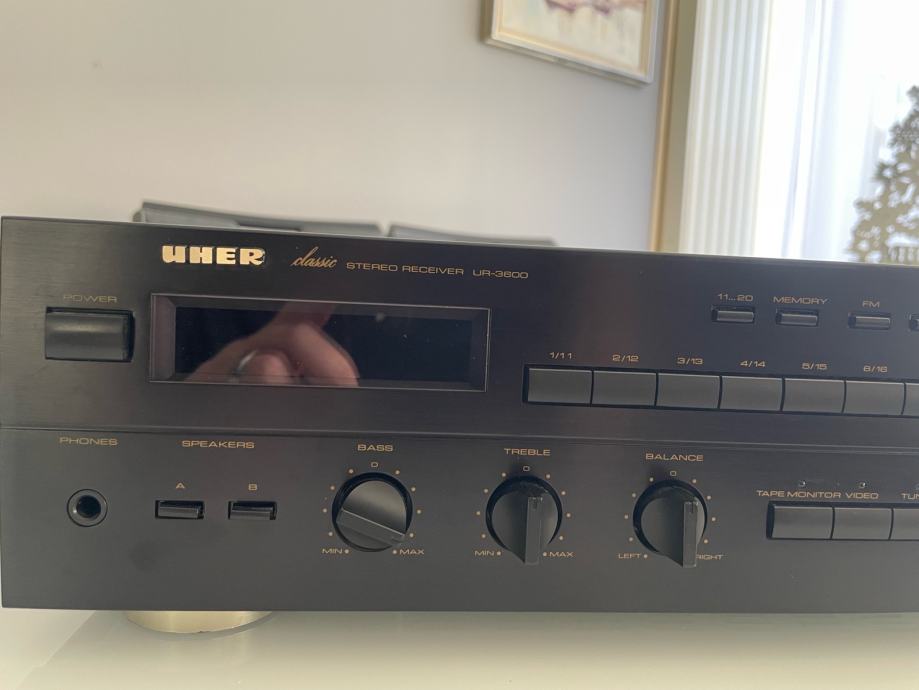 UHER classic STEREO RECEIVER UR-3600
POWER
11...20 MEMORY FM
1/11 2/12 3/13 4/14 5/15 6/16
PHONES SPEAKERS BASS TREBLE BALANCE
0 0 0
A B
TAPE MONITOR VIDEO TUN
MIN MAX MIN MAX LEFT RIGHT